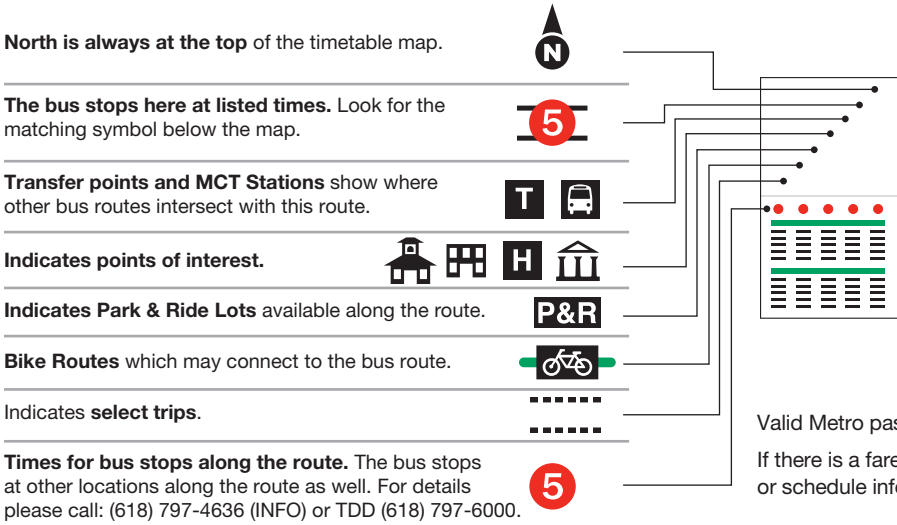 North is always at the top of the timetable map.
N
The bus stops here at listed times. Look for the
matching symbol below the map.
5
Transfer points and MCT Stations show where
other bus routes intersect with this route.
T
Indicates points of interest.
H
Indicates Park & Ride Lots available along the route.
P&R
Bike Routes which may connect to the bus route.
Indicates select trips.
Times for bus stops along the route. The bus stops
at other locations along the route as well. For details
please call: (618) 797-4636 (INFO) or TDD (618) 797-6000.
5
Valid Metro pas
If there is a fare
or schedule info